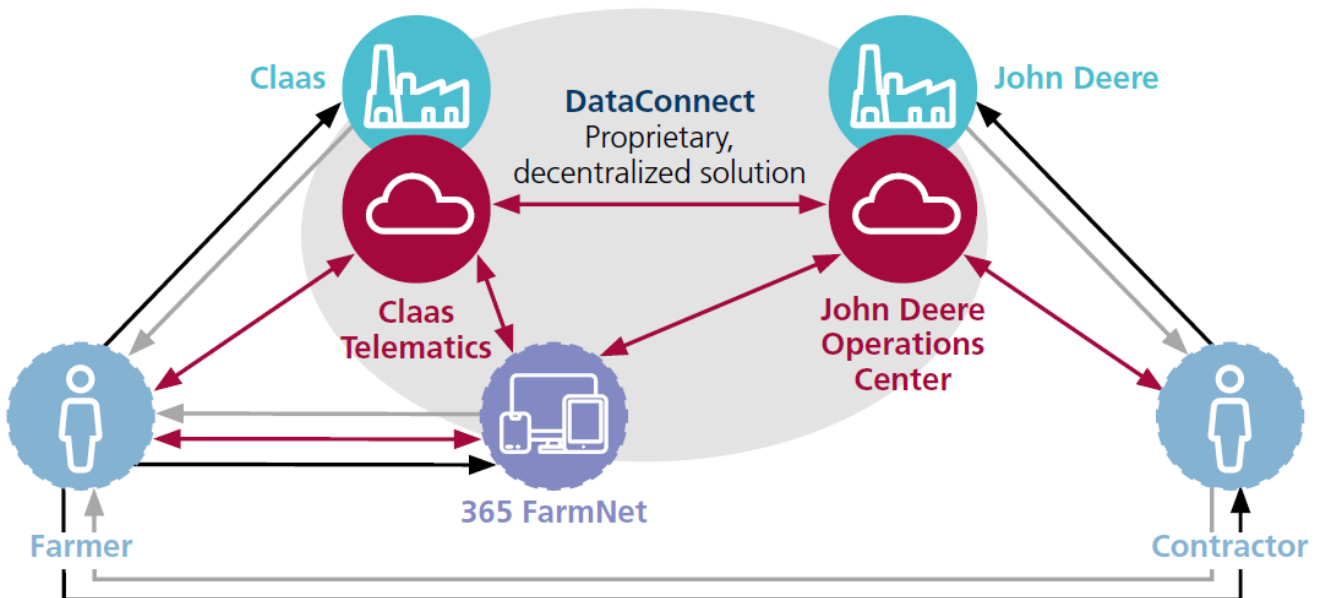 Claas
John Deere
DataConnect
Proprietary,
decentralized solution
Claas
Telematics
John Deere
Operations
Center
365 FarmNet
Farmer
Contractor